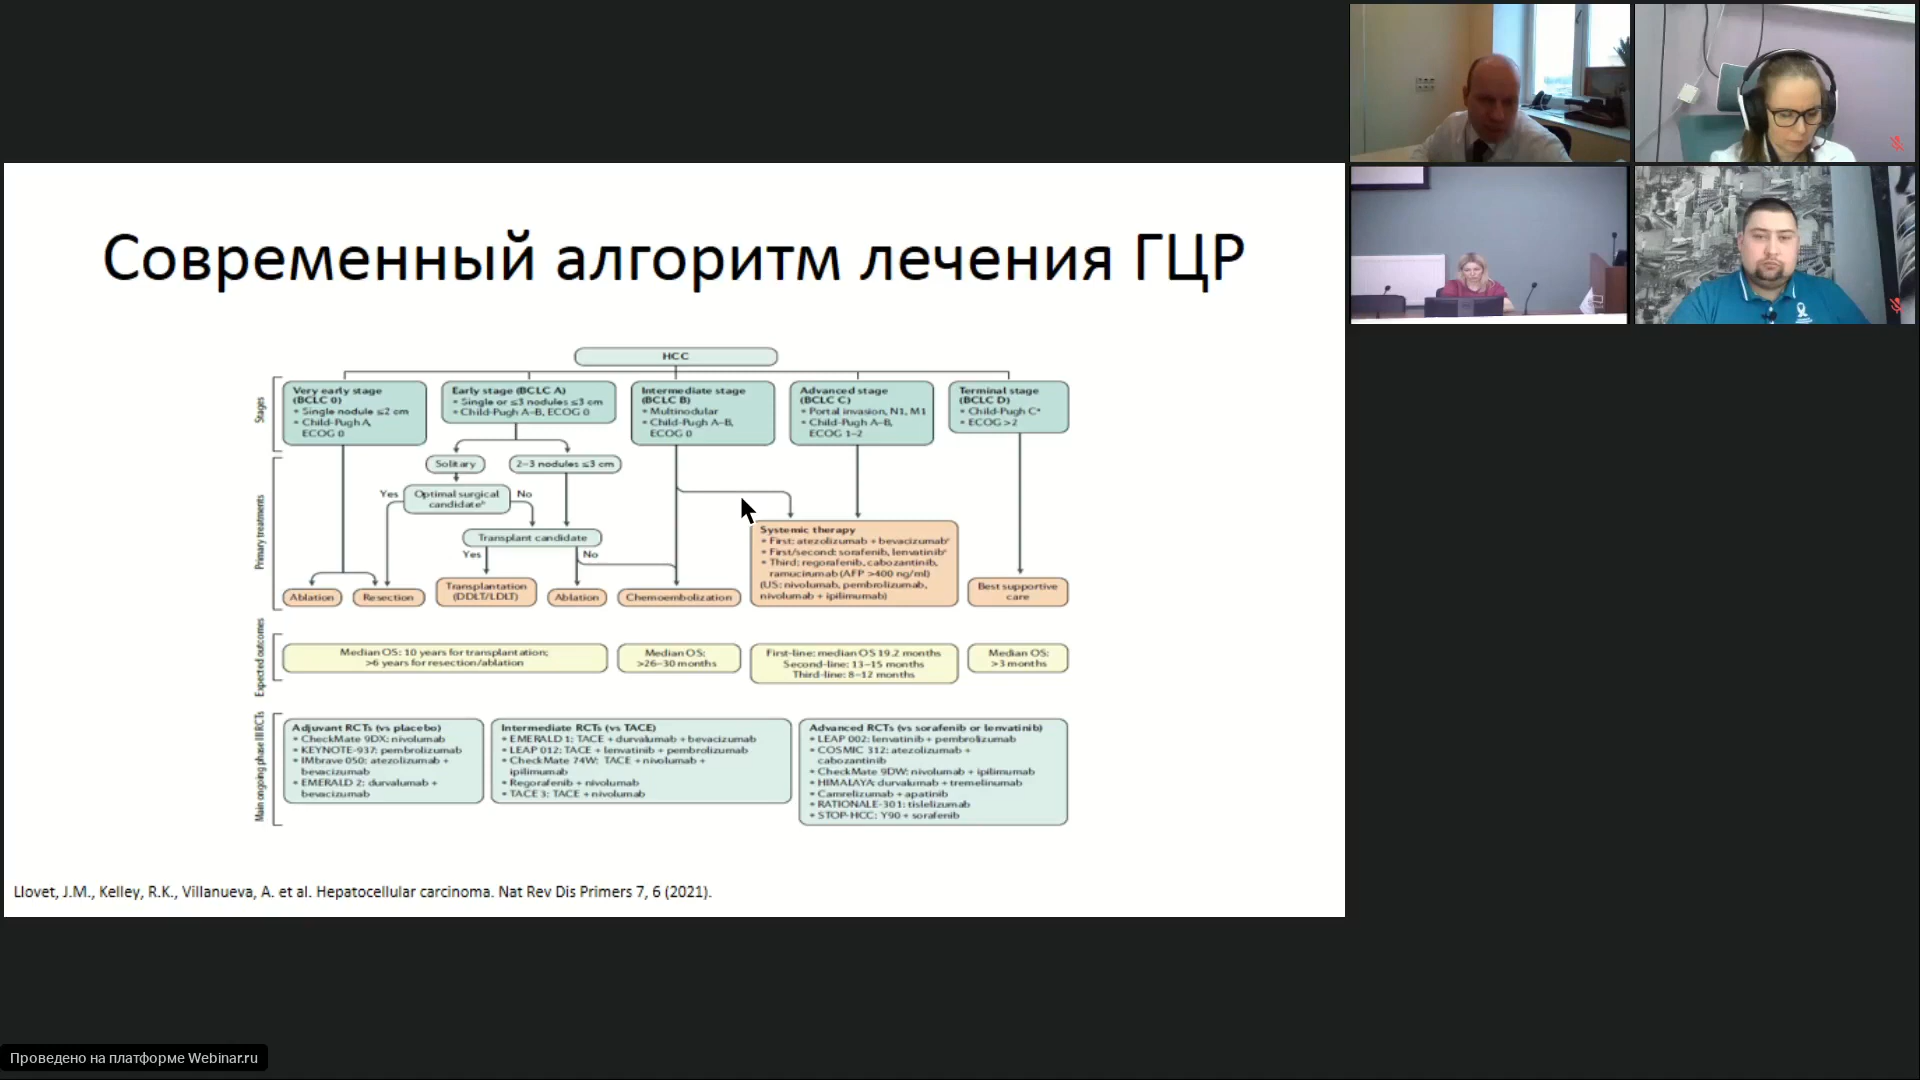 Современный алгоритм лечения ГЦР
HCC
Stages
Very early stage
(BCLC 0)
• Single nodule ≤2 cm
• Child-Pugh A,
ECOG 0
Early stage (BCLC A)
• Single or ≤3 nodules ≤3 cm
• Child-Pugh A–B, ECOG 0
Intermediate stage
(BCLC B)
• Multinodular
• Child-Pugh A–B,
ECOG 0
Advanced stage
(BCLC C)
• Portal invasion, N1, M1
• Child-Pugh A–B,
ECOG 1–2
Terminal stage
(BCLC D)
• Child-Pugh C
• ECOG >2
Primary treatments
Solitary
2–3 nodules ≤3 cm
Yes
Optimal surgical
candidate
No
Transplant candidate
Yes
No
Ablation
Resection
Transplantation
(DDLT/LDLT)
Ablation
Chemoembolization
Systemic therapy
• First: atezolizumab + bevacizumab
• First/second: sorafenib, lenvatinib
• Third: regorafenib, cabozantinib,
ramucirumab (AFP >400 ng/ml)
(US: nivolumab, pembrolizumab,
nivolumab + ipilimumab)
Best supportive
care
Expected outcomes
Median OS: 10 years for transplantation;
>6 years for resection/ablation
Median OS:
>26–30 months
First-line: median OS 19.2 months
Second-line: 13–15 months
Third-line: 8–12 months
Median OS:
>3 months
Main ongoing phase III RCTs
Adjuvant RCTs (vs placebo)
• CheckMate 9DX: nivolumab
• KEYNOTE-937: pembrolizumab
• IMbrave 050: atezolizumab +
bevacizumab
• EMERALD 2: durvalumab +
bevacizumab
Intermediate RCTs (vs TACE)
• EMERALD 1: TACE + durvalumab + bevacizumab
• LEAP 012: TACE + lenvatinib + pembrolizumab
• CheckMate 74W: TACE + nivolumab +
ipilimumab
• Regorafenib + nivolumab
• TACE 3: TACE + nivolumab
Advanced RCTs (vs sorafenib or lenvatinib)
• LEAP 002: lenvatinib + pembrolizumab
• COSMIC 312: atezolizumab +
cabozantinib
• CheckMate 9DW: nivolumab + ipilimumab
• HIMALAYA: durvalumab + tremelinumab
• Camrelizumab + apatinib
• RATIONALE-301: tislelizumab
• STOP-HCC: Y90 + sorafenib
Llovet, J.M., Kelley, R.K., Villanueva, A. et al. Hepatocellular carcinoma. Nat Rev Dis Primers 7, 6 (2021).
Проведено на платформе Webinar.ru